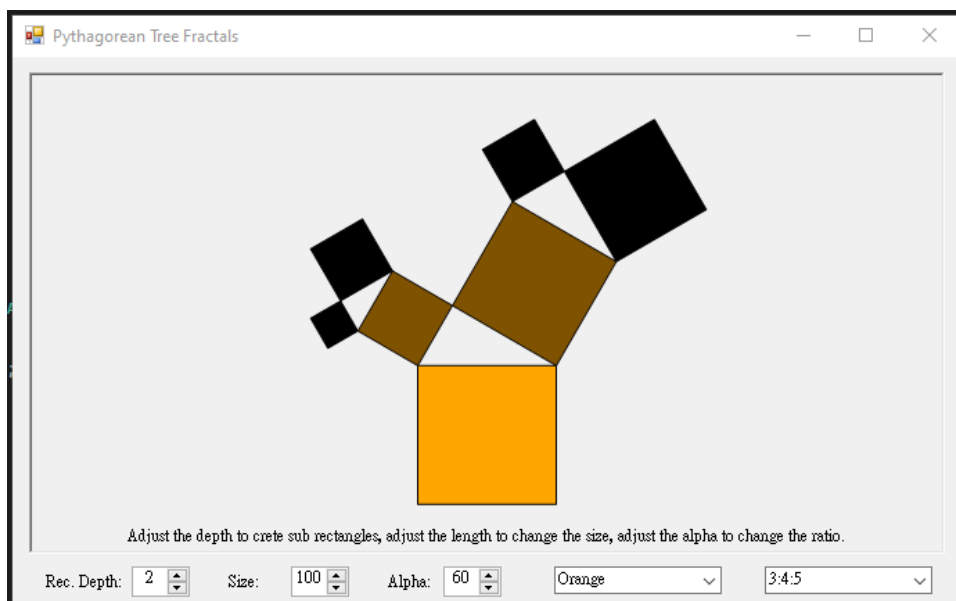 Pythagorean Tree Fractals
Adjust the depth to crete sub rectangles, adjust the length to change the size, adjust the alpha to change the ratio.
Rec. Depth: 2 Size: 100 Alpha: 60 Orange 3:4:5